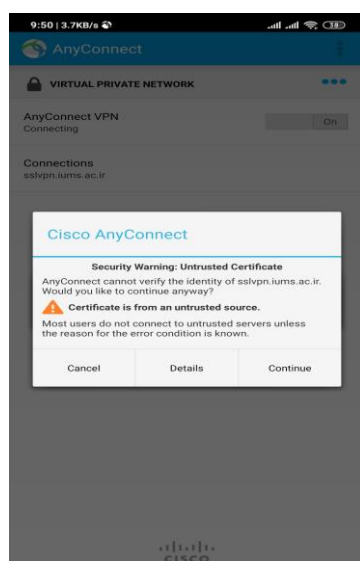 9:50 | 3.7KB/s
38
AnyConnect
VIRTUAL PRIVATE NETWORK
AnyConnect VPN
Connecting
On
Connections
sslvpn.iums.ac.ir
Cisco AnyConnect
Security Warning: Untrusted Certificate
AnyConnect cannot verify the identity of sslvpn.iums.ac.ir.
Would you like to continue anyway?
Certificate is from an untrusted source.
Most users do not connect to untrusted servers unless
the reason for the error condition is known.
Cancel Details Continue
CISCO